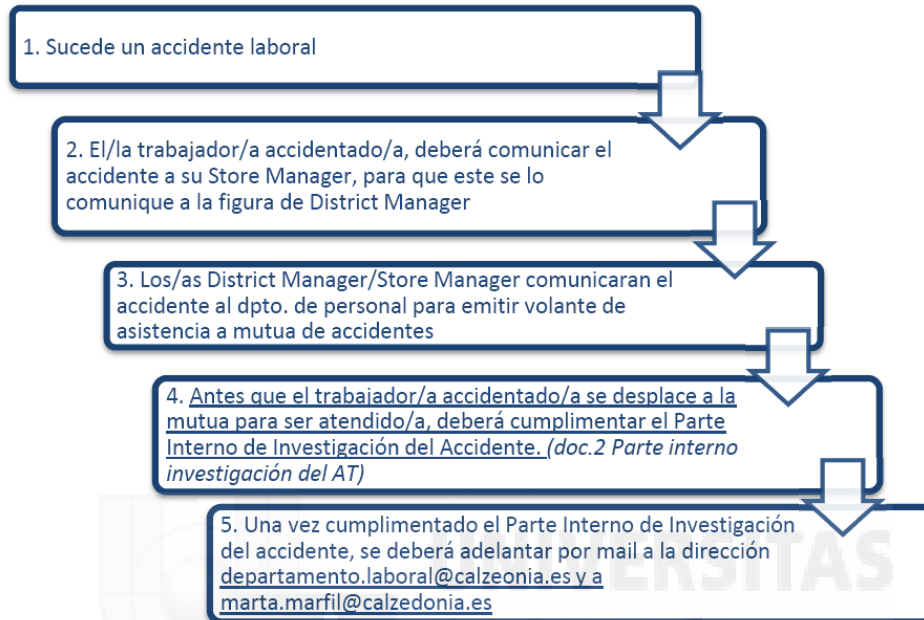 1. Sucede un accidente laboral
2. El/la trabajador/a accidentado/a, deberá comunicar el
accidente a su Store Manager, para que este se lo
comunique a la figura de District Manager
3. Los/as District Manager/Store Manager comunicaran el
accidente al dpto. de personal para emitir volante de
asistencia a mutua de accidentes
4. Antes que el trabajador/a accidentado/a se desplace a la
mutua para ser atendido/a, deberá cumplimentar el Parte
Interno de Investigación del Accidente. (doc.2 Parte interno
investigación del AT)
5. Una vez cumplimentado el Parte Interno de Investigación
del accidente, se deberá adelantar por mail a la dirección
departamento.laboral@calzeonia.es y a
marta.marfil@calzedonia.es
UNIVERSITAS